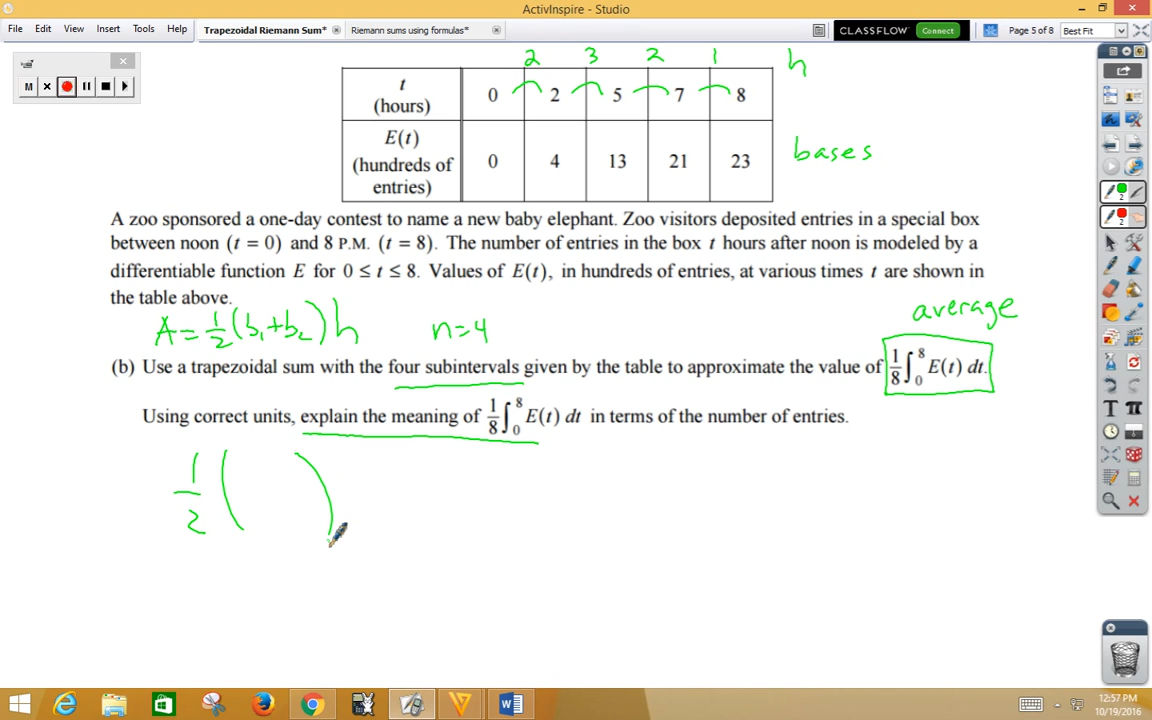 ActivInspire - Studio
File Edit View Insert Tools Help Trapezoidal Riemann Sum* Riemann sums using formulas* CLASSFLOW Connect Page 5 of 8 Best Fit
M
2 3 2 1 h
t (hours) 0 2 5 7 8
E(t) (hundreds of entries) 0 4 13 21 23 bases
2
2
A zoo sponsored a one-day contest to name a new baby elephant. Zoo visitors deposited entries in a special box
between noon (t = 0) and 8 P.M. (t = 8). The number of entries in the box t hours after noon is modeled by a
differentiable function E for 0 ≤ t ≤ 8. Values of E(t), in hundreds of entries, at various times t are shown in
the table above.
A = 1/2 (b₁+b₂) h n=4 average
(b) Use a trapezoidal sum with the four subintervals given by the table to approximate the value of 1/8 ∫₀⁸ E(t) dt.
Using correct units, explain the meaning of 1/8 ∫₀⁸ E(t) dt in terms of the number of entries.
1/2 ( )
12:57 PM
10/19/2016